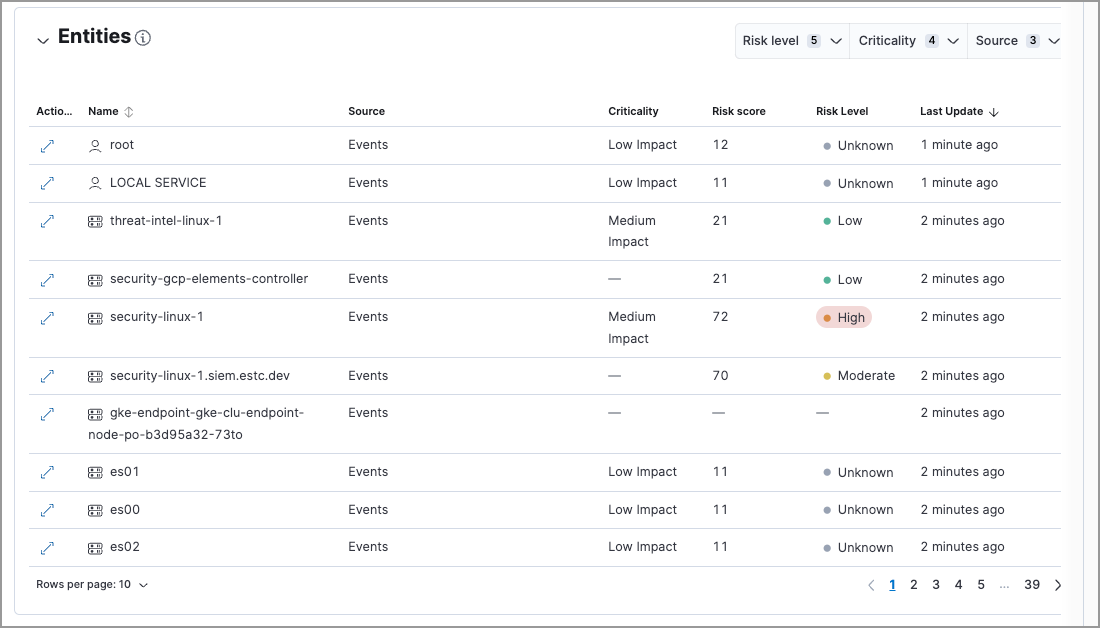 Entities
Risk level 5 Criticality 4 Source 3
Actio... Name Source Criticality Risk score Risk Level Last Update
root Events Low Impact 12 Unknown 1 minute ago
LOCAL SERVICE Events Low Impact 11 Unknown 1 minute ago
threat-intel-linux-1 Events Medium 21 Low 2 minutes ago
Impact
security-gcp-elements-controller Events — 21 Low 2 minutes ago
security-linux-1 Events Medium 72 High 2 minutes ago
Impact
security-linux-1.siem.estc.dev Events — 70 Moderate 2 minutes ago
gke-endpoint-gke-clu-endpoint- Events — — — 2 minutes ago
node-po-b3d95a32-73to
es01 Events Low Impact 11 Unknown 2 minutes ago
es00 Events Low Impact 11 Unknown 2 minutes ago
es02 Events Low Impact 11 Unknown 2 minutes ago
Rows per page: 10 1 2 3 4 5 ... 39